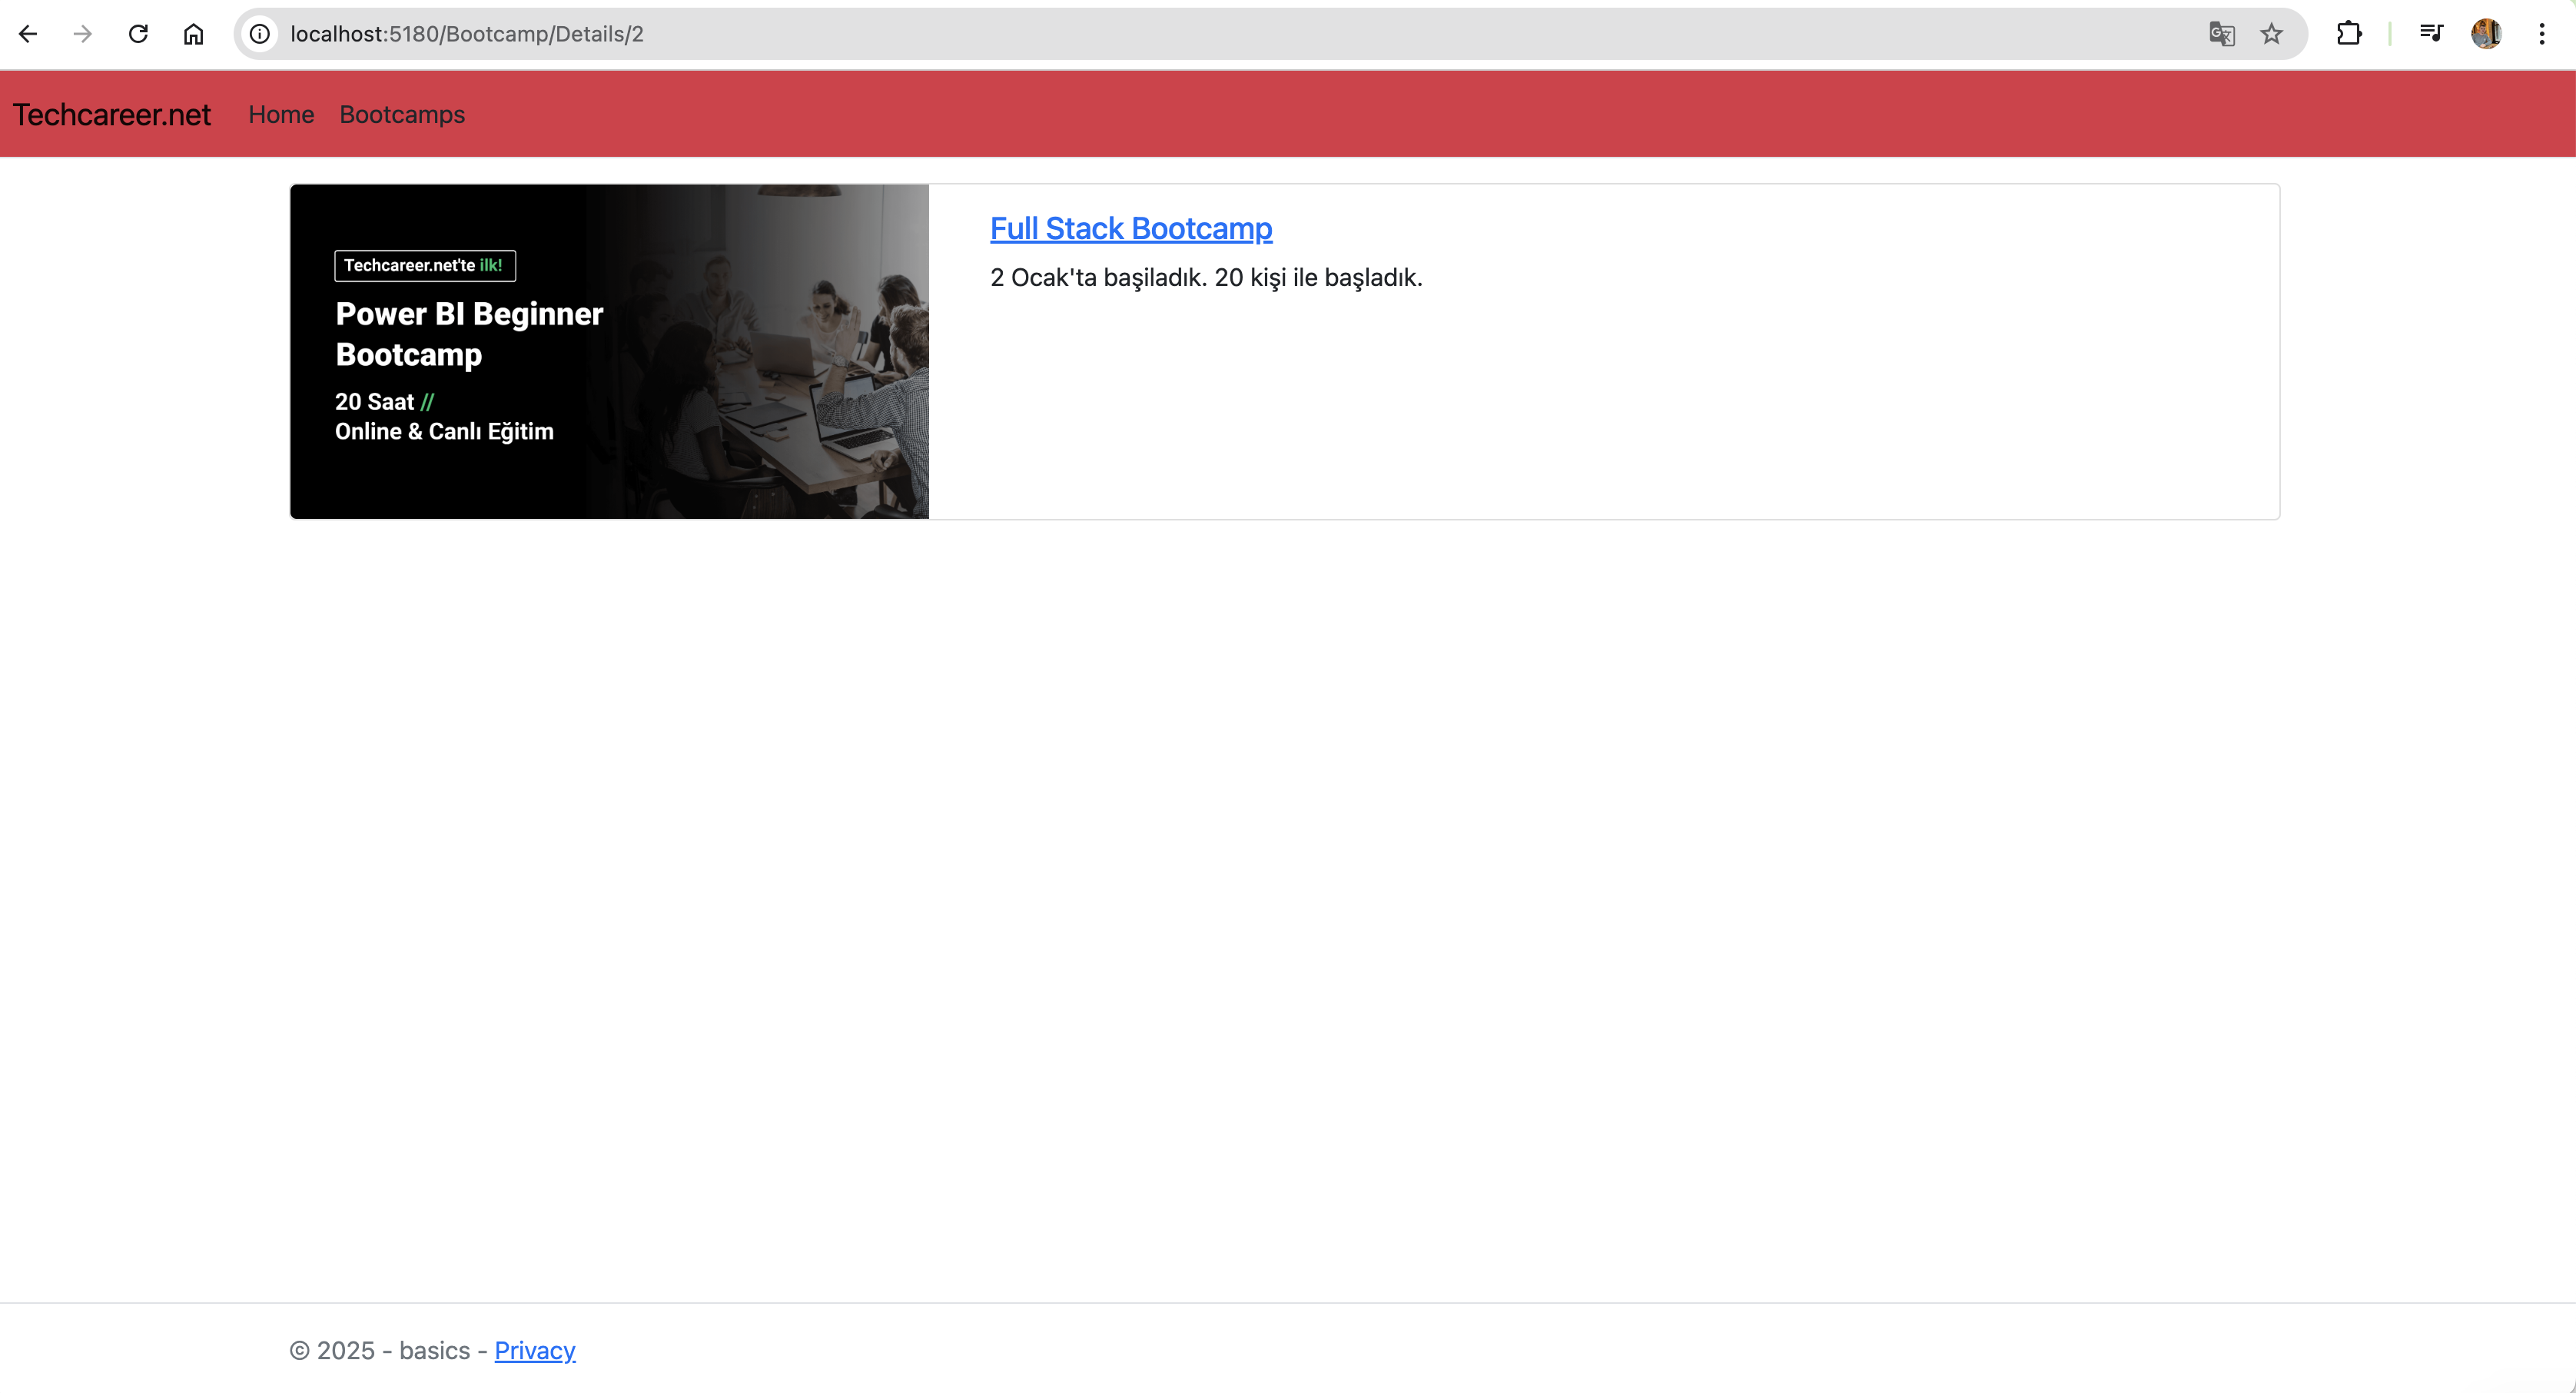 localhost:5180/Bootcamp/Details/2
Techcareer.net Home Bootcamps
Techcareer.net'te ilk!
Power BI Beginner
Bootcamp
20 Saat //
Online & Canlı Eğitim
Full Stack Bootcamp
2 Ocak'ta başiladık. 20 kişi ile başladık.
© 2025 - basics - Privacy